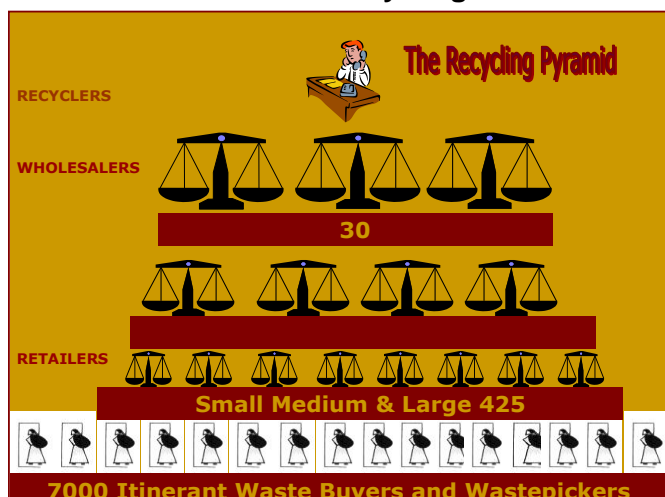 The Recycling Pyramid
RECYCLERS
WHOLESALERS
30
RETAILERS
Small Medium & Large 425
7000 Itinerant Waste Buyers and Wastepickers